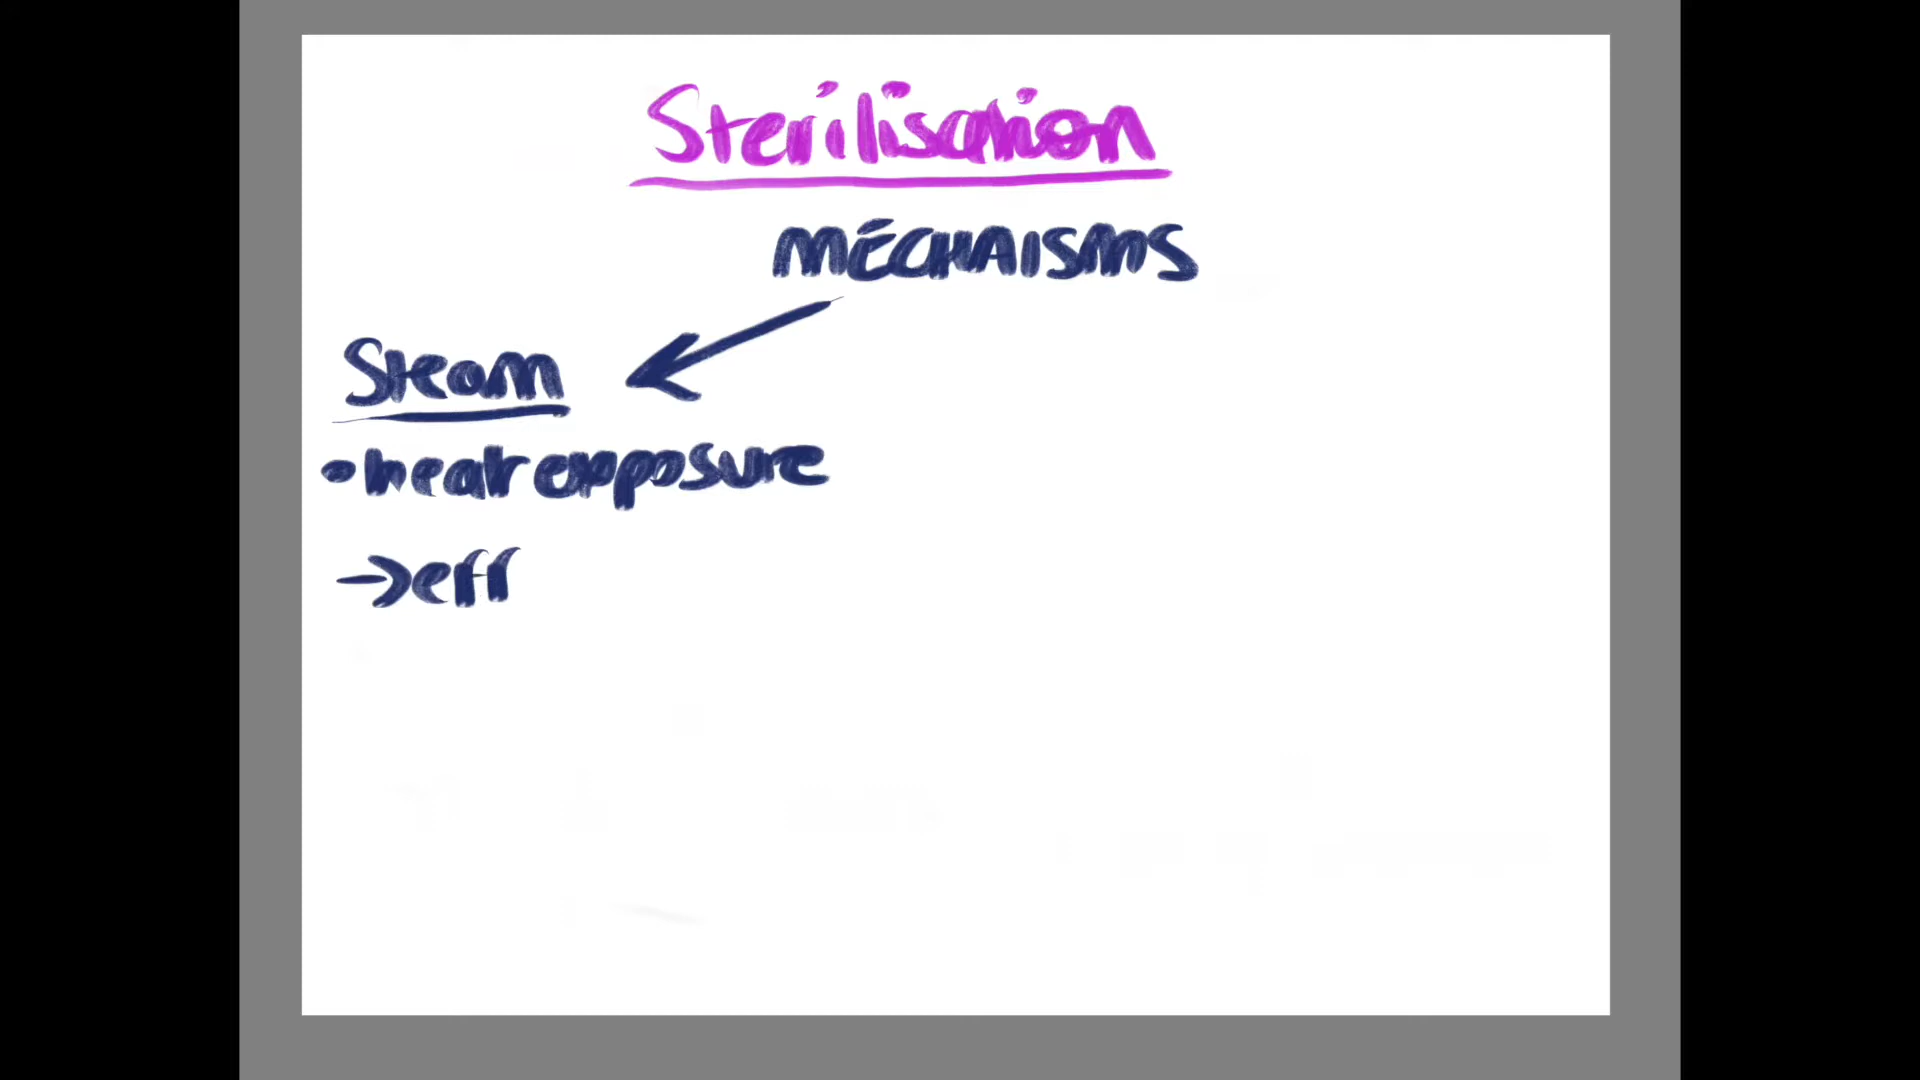 Sterilisation
MECHAISMS
Steam
• heat exposure
→ eff